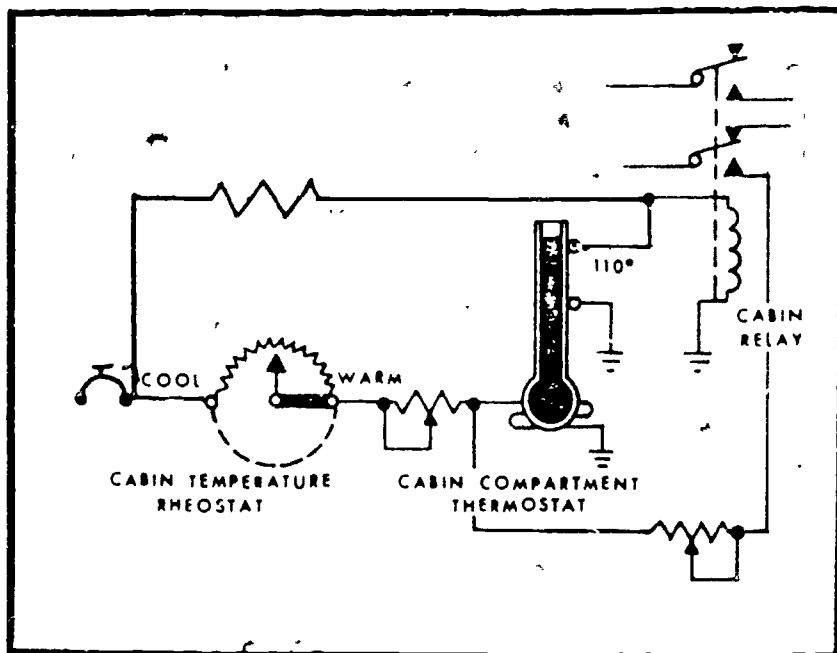 110°
CABIN
RELAY
COOL
WARM
CABIN TEMPERATURE
RHEOSTAT
CABIN COMPARTMENT
THERMOSTAT